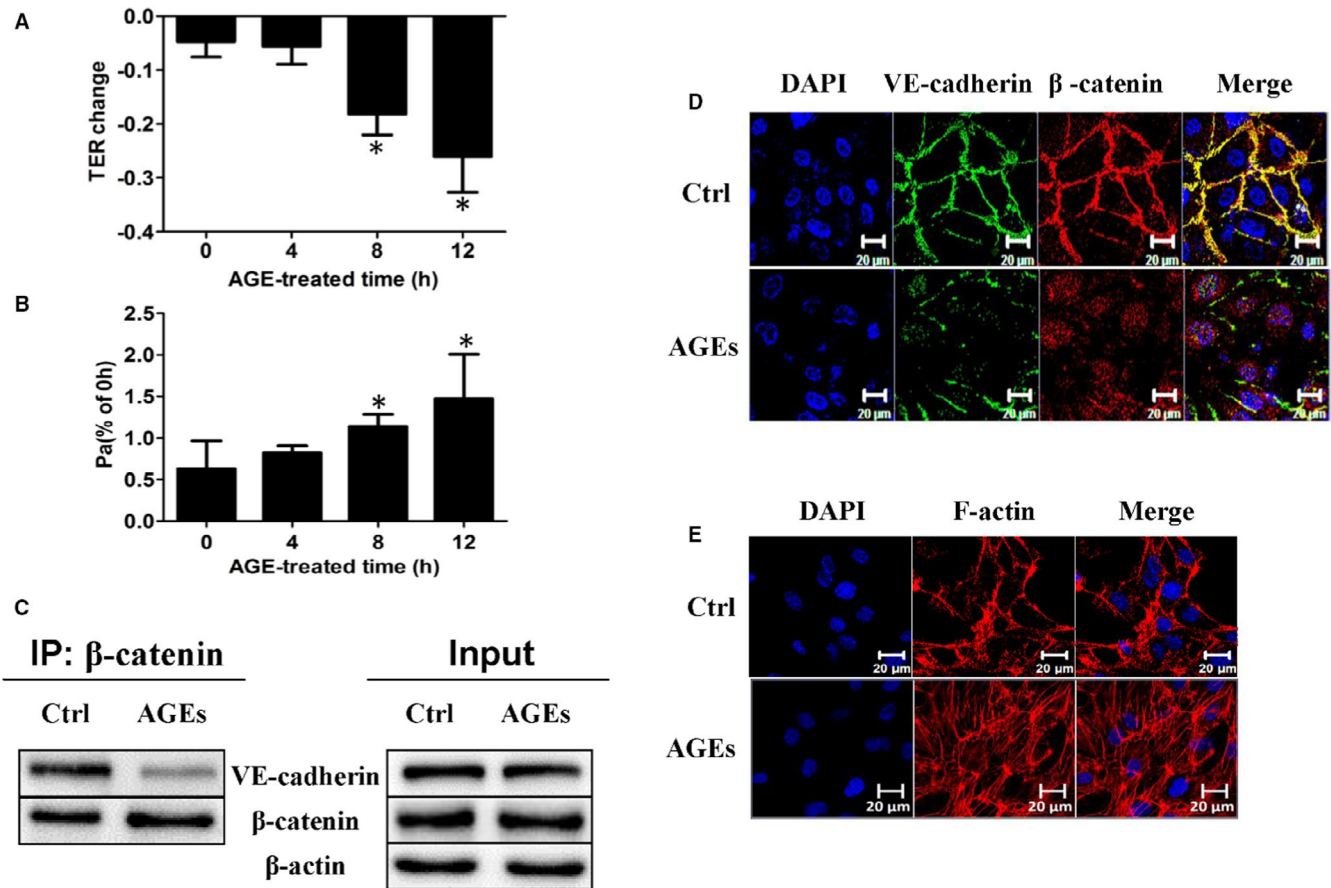 A
0.0
-0.1
-0.2
-0.3
-0.4
TER change
*
*
0 4 8 12
AGE-treated time (h)
B
2.5
2.0
1.5
1.0
0.5
0.0
Pa(% of 0h)
*
*
0 4 8 12
AGE-treated time (h)
C
IP: β-catenin Input
Ctrl AGEs Ctrl AGEs
VE-cadherin
β-catenin
β-actin
D
DAPI VE-cadherin β -catenin Merge
Ctrl
20 µm 20 µm 20 µm 20 µm
AGEs
20 µm 20 µm 20 µm 20 µm
E
DAPI F-actin Merge
Ctrl
20 µm 20 µm 20 µm
AGEs
20 µm 20 µm 20 µm